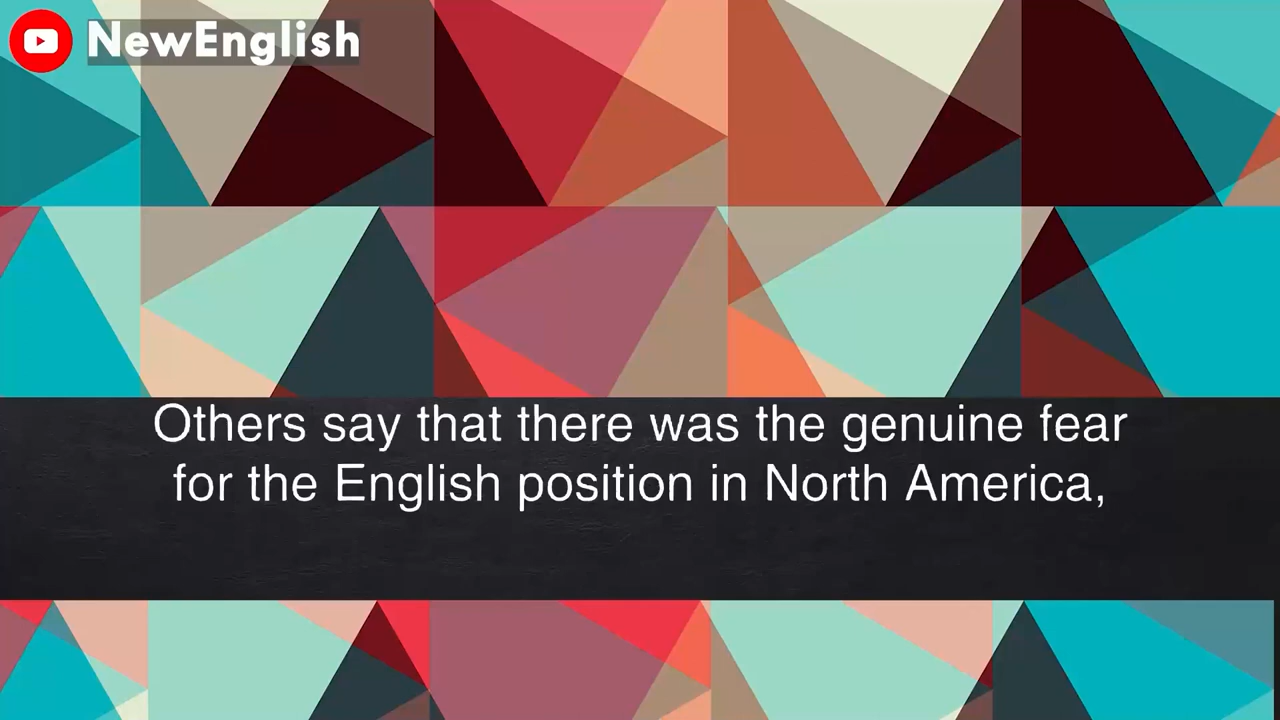 NewEnglish
Others say that there was the genuine fear
for the English position in North America,